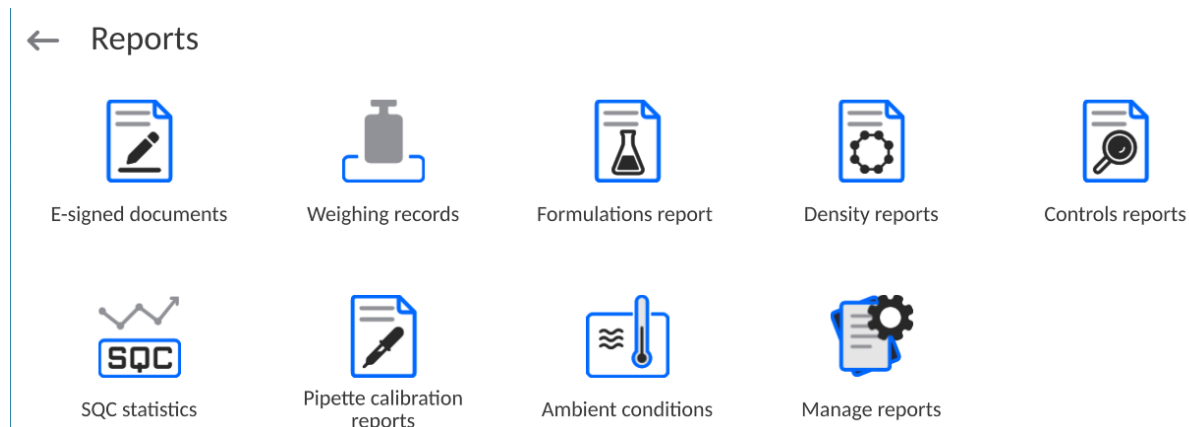 Reports
E-signed documents
Weighing records
Formulations report
Density reports
Controls reports
SQC
SQC statistics
Pipette calibration
reports
Ambient conditions
Manage reports